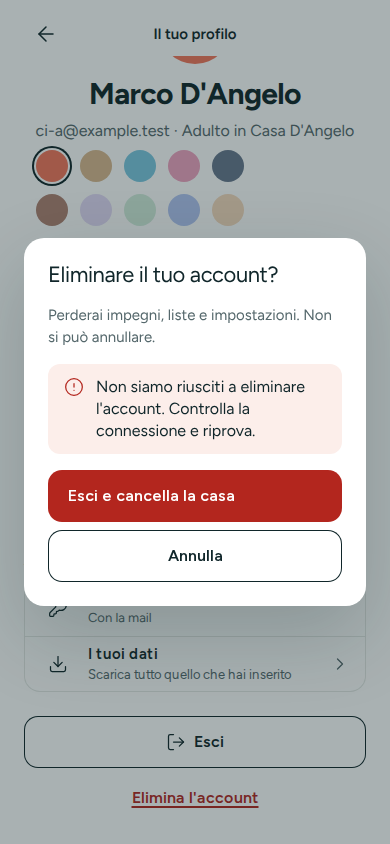 Il tuo profilo
Marco D'Angelo
ci-a@example.test · Adulto in Casa D'Angelo
Eliminare il tuo account?
Perderai impegni, liste e impostazioni. Non
si può annullare.
Non siamo riusciti a eliminare
l'account. Controlla la
connessione e riprova.
Esci e cancella la casa
Annulla
Con la mail
I tuoi dati
Scarica tutto quello che hai inserito
Esci
Elimina l'account